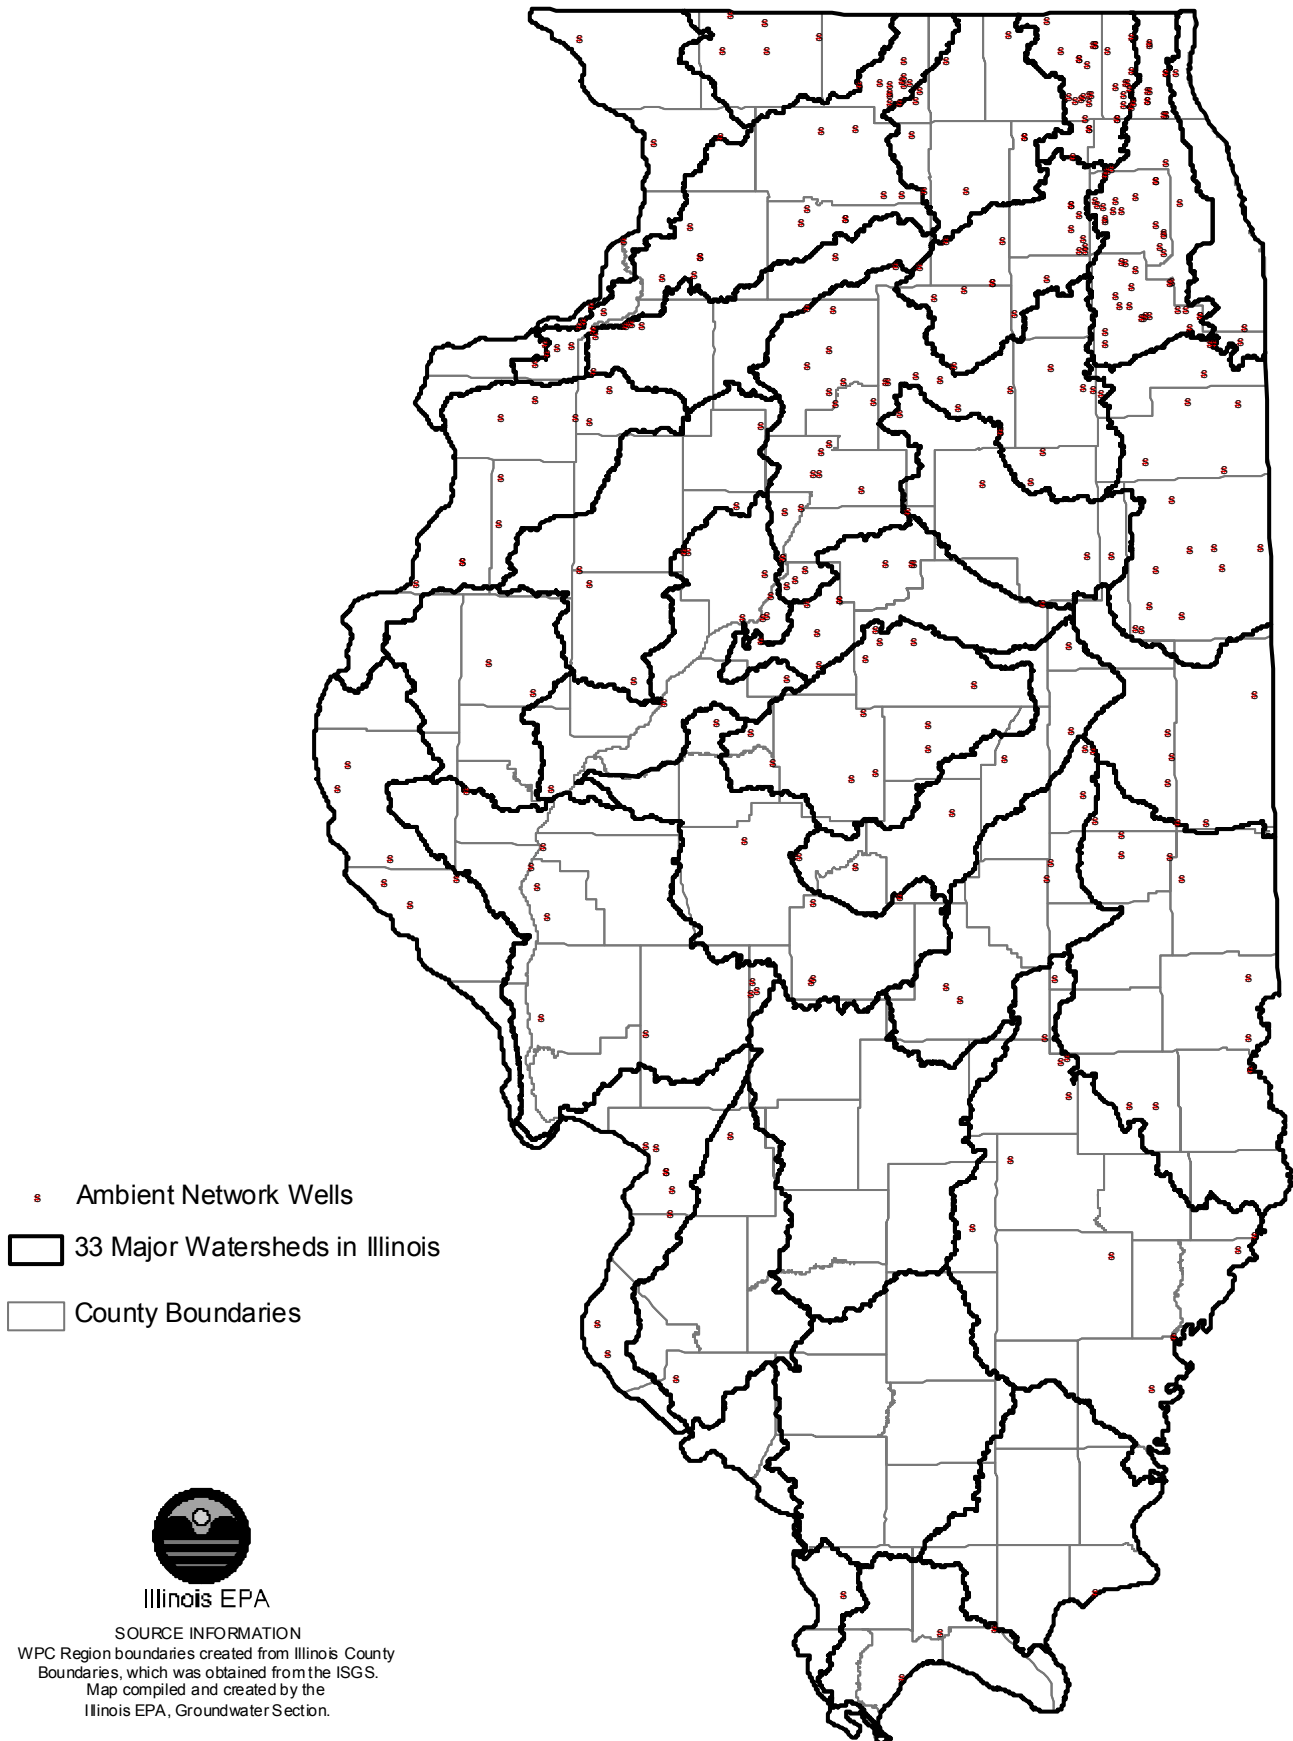 Ambient Network Wells
33 Major Watersheds in Illinois
County Boundaries
Illinois EPA
SOURCE INFORMATION
WPC Region boundaries created from Illinois County
Boundaries, which was obtained from the ISGS.
Map compiled and created by the
Illinois EPA, Groundwater Section.